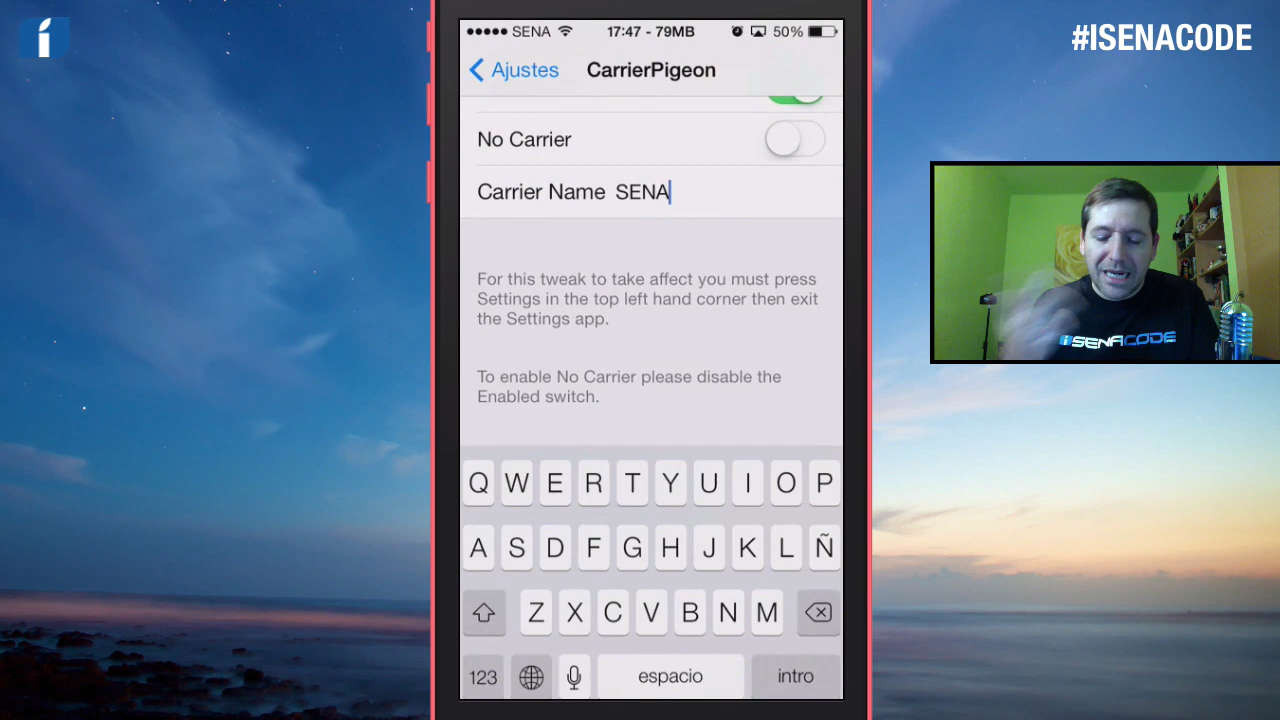 #ISENACODE
SENA 17:47 - 79MB 50%
Ajustes CarrierPigeon
No Carrier
Carrier Name SENA
For this tweak to take affect you must press
Settings in the top left hand corner then exit
the Settings app.
To enable No Carrier please disable the
Enabled switch.
Q W E R T Y U I O P
A S D F G H J K L Ñ
Z X C V B N M
123 espacio intro
iSENACODE